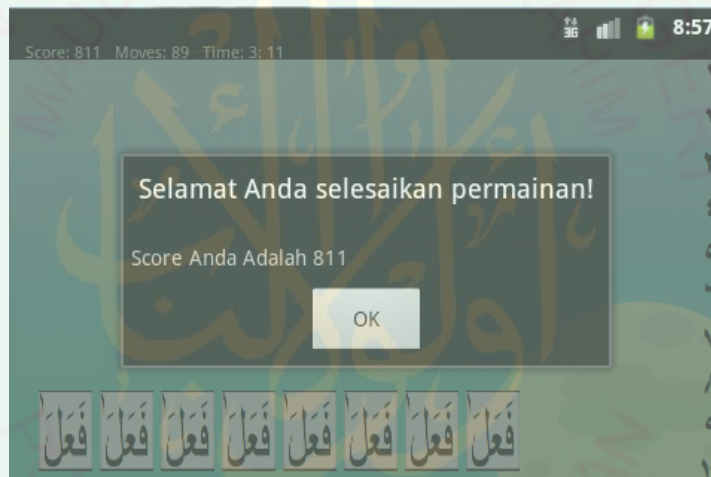 8:57
Score: 811 Moves: 89 Time: 3: 11
Selamat Anda selesaikan permainan!
Score Anda Adalah 811
OK
فَعَلَ فَعَلَ فَعَلَ فَعَلَ فَعَلَ فَعَلَ فَعَلَ فَعَلَ